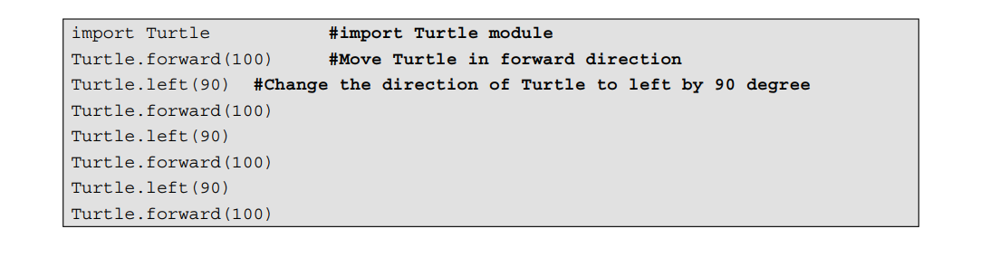 import Turtle #import Turtle module
Turtle.forward(100) #Move Turtle in forward direction
Turtle.left(90) #Change the direction of Turtle to left by 90 degree
Turtle.forward(100)
Turtle.left(90)
Turtle.forward(100)
Turtle.left(90)
Turtle.forward(100)